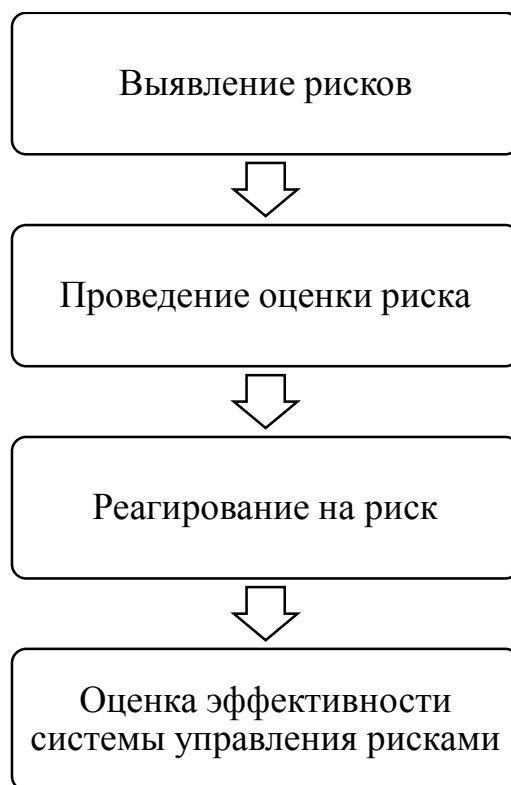 Выявление рисков
Проведение оценки риска
Реагирование на риск
Оценка эффективности
системы управления рисками